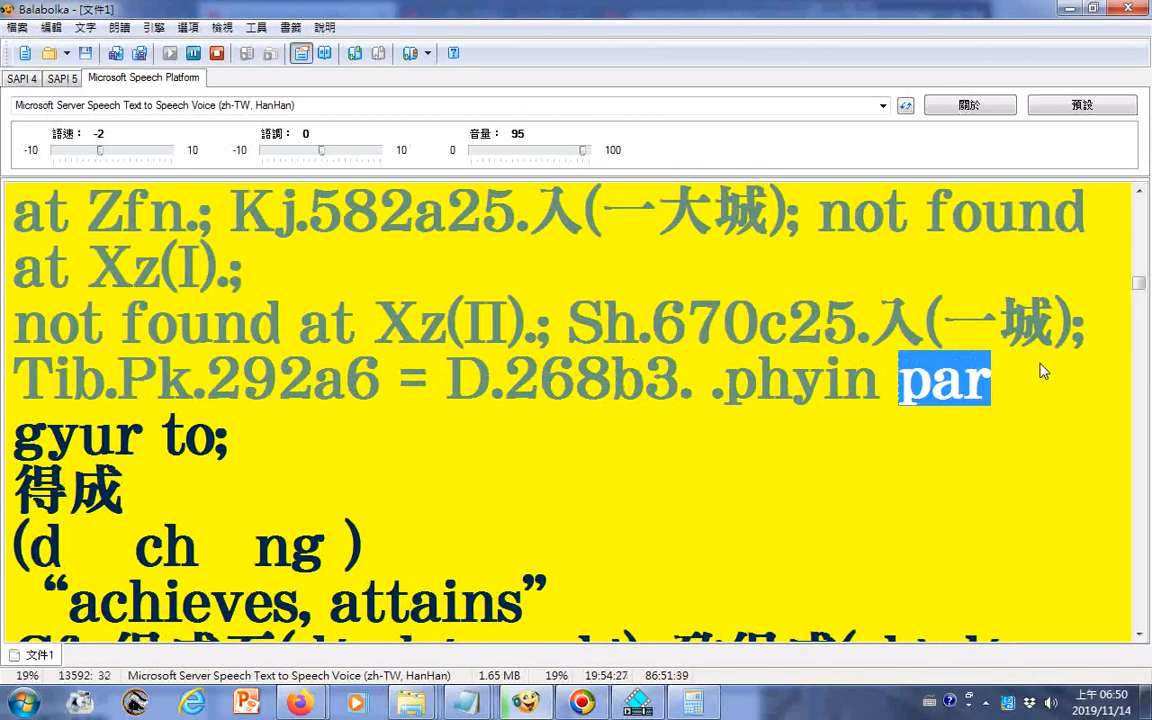 Balabolka - [文件1]
檔案 編輯 文字 朗讀 引擎 選項 檢視 工具 書籤 說明
SAPI 4 SAPI 5 Microsoft Speech Platform
Microsoft Server Speech Text to Speech Voice (zh-TW, HanHan) 關於 預設
語速： -2 語調： 0 音量： 95
-10 10 -10 10 0 100
at Zfn.; Kj.582a25.入(一大城); not found
at Xz(I).;
not found at Xz(II).; Sh.670c25.入(一城);
Tib.Pk.292a6 = D.268b3. .phyin par
gyur to;
得成
(d ch ng )
“achieves, attains”
文件1
19% 13592: 32 Microsoft Server Speech Text to Speech Voice (zh-TW, HanHan) 1.65 MB 19% 19:54:27 86:51:39
上午 06:50
2019/11/14